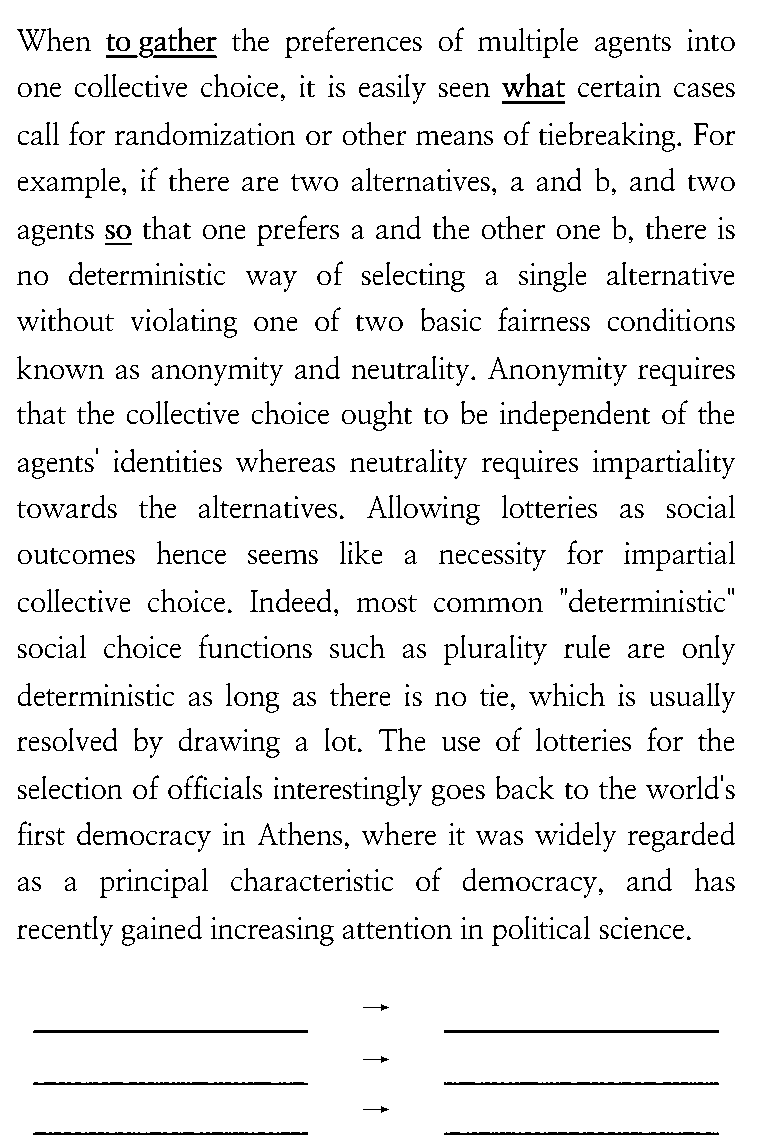 When to gather the preferences of multiple agents into
one collective choice, it is easily seen what certain cases
call for randomization or other means of tiebreaking. For
example, if there are two alternatives, a and b, and two
agents so that one prefers a and the other one b, there is
no deterministic way of selecting a single alternative
without violating one of two basic fairness conditions
known as anonymity and neutrality. Anonymity requires
that the collective choice ought to be independent of the
agents' identities whereas neutrality requires impartiality
towards the alternatives. Allowing lotteries as social
outcomes hence seems like a necessity for impartial
collective choice. Indeed, most common "deterministic"
social choice functions such as plurality rule are only
deterministic as long as there is no tie, which is usually
resolved by drawing a lot. The use of lotteries for the
selection of officials interestingly goes back to the world's
first democracy in Athens, where it was widely regarded
as a principal characteristic of democracy, and has
recently gained increasing attention in political science.
→
→
→